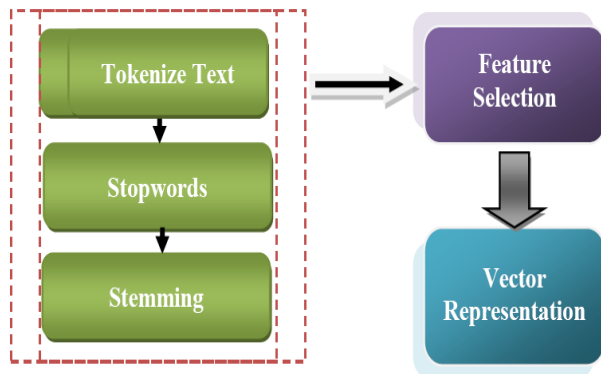 Tokenize Text
Stopwords
Stemming
Feature
Selection
Vector
Representation